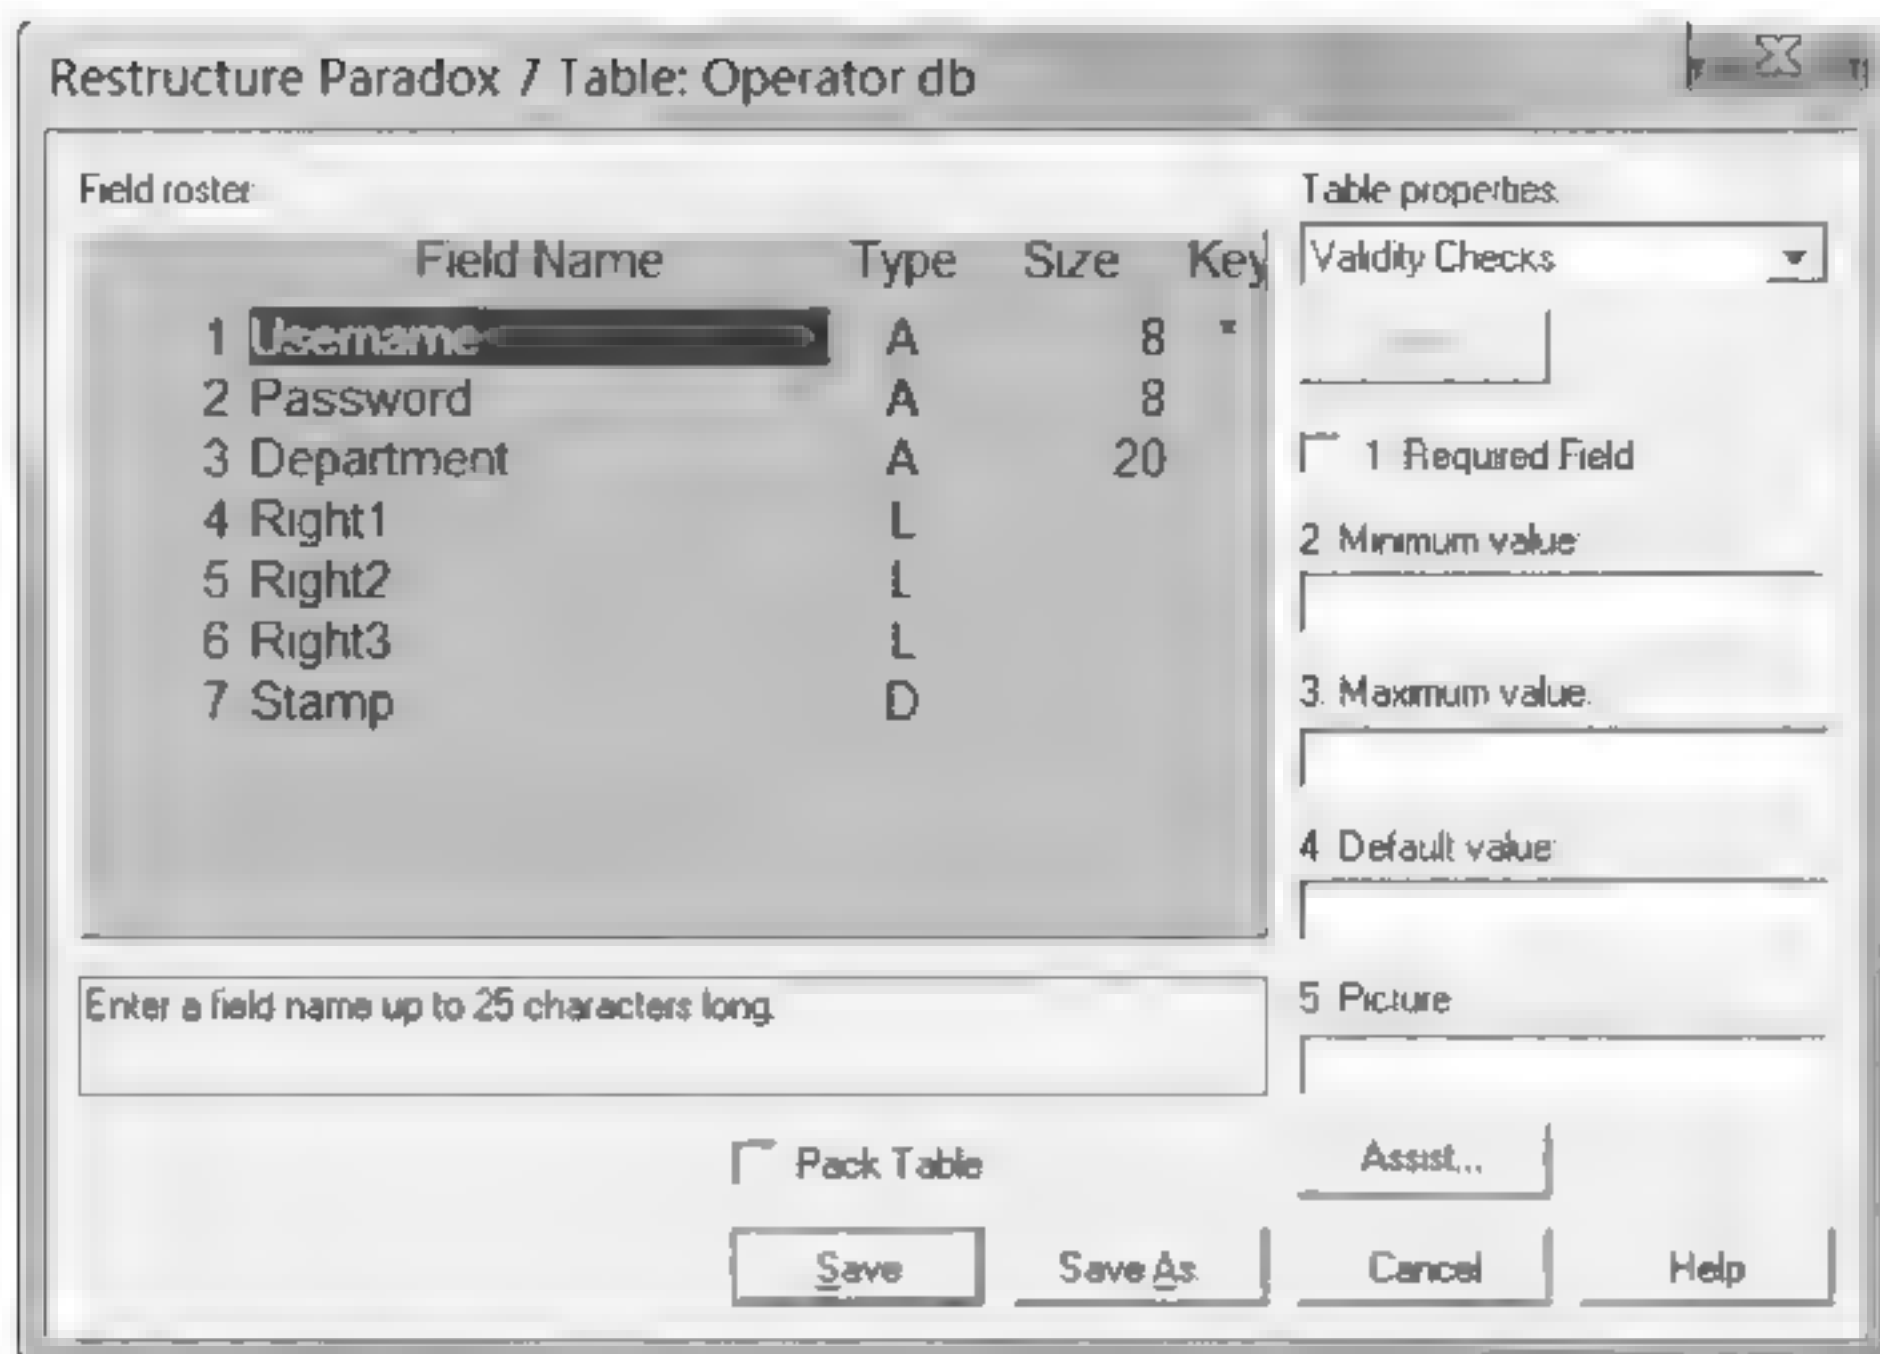 Restructure Paradox 7 Table: Operator db
Field roster:
Field Name Type Size Key
1 Username A 8 *
2 Password A 8
3 Department A 20
4 Right1 L
5 Right2 L
6 Right3 L
7 Stamp D
Enter a field name up to 25 characters long.
Pack Table
Save
Save As
Table properties:
Validity Checks
1 Required Field
2 Minimum value:
3. Maximum value:
4 Default value:
5 Picture
Assist...
Cancel
Help